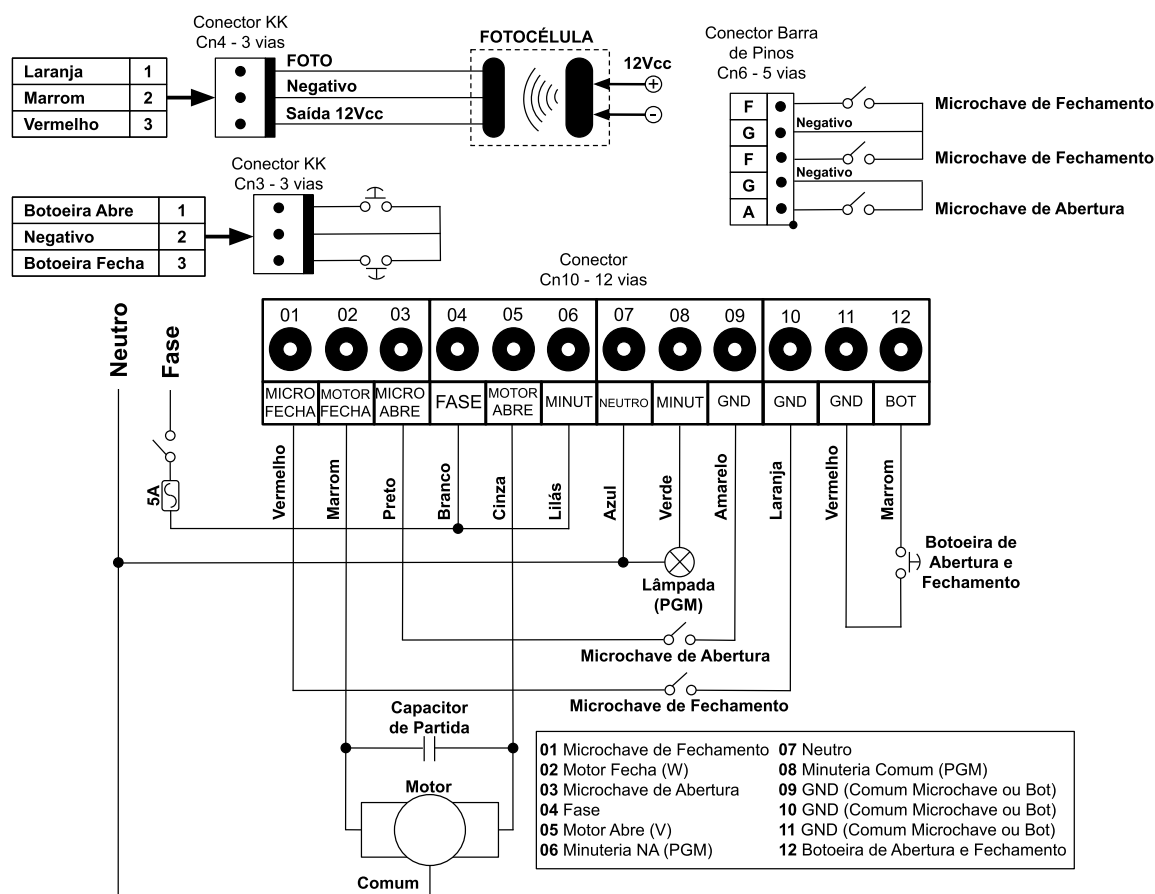 Conector KK
Cn4 - 3 vias
Laranja 1
Marrom 2
Vermelho 3
FOTO
Negativo
Saída 12Vcc
FOTOCÉLULA
12Vcc
+
-
Conector Barra
de Pinos
Cn6 - 5 vias
F
G
F
G
A
Negativo
Negativo
Microchave de Fechamento
Microchave de Fechamento
Microchave de Abertura
Conector KK
Cn3 - 3 vias
Botoeira Abre 1
Negativo 2
Botoeira Fecha 3
Conector
Cn10 - 12 vias
Neutro
Fase
5A
01 02 03 04 05 06 07 08 09 10 11 12
MICRO FECHA
MOTOR FECHA
MICRO ABRE
FASE
MOTOR ABRE
MINUT
NEUTRO
MINUT
GND
GND
GND
BOT
Vermelho
Marrom
Preto
Branco
Cinza
Lilás
Azul
Verde
Amarelo
Laranja
Vermelho
Marrom
Botoeira de
Abertura e
Fechamento
Lâmpada
(PGM)
Microchave de Abertura
Microchave de Fechamento
Capacitor
de Partida
Motor
Comum
01 Microchave de Fechamento
02 Motor Fecha (W)
03 Microchave de Abertura
04 Fase
05 Motor Abre (V)
06 Minuteria NA (PGM)
07 Neutro
08 Minuteria Comum (PGM)
09 GND (Comum Microchave ou Bot)
10 GND (Comum Microchave ou Bot)
11 GND (Comum Microchave ou Bot)
12 Botoeira de Abertura e Fechamento